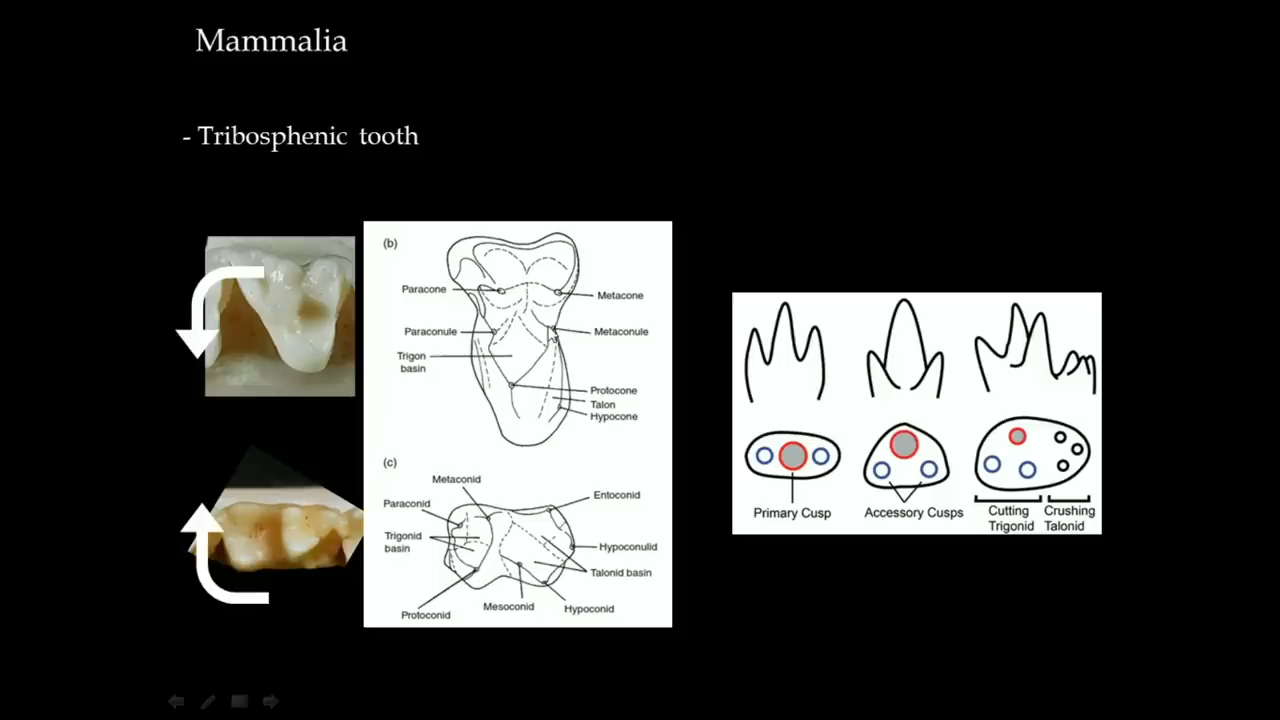 Mammalia
- Tribosphenic tooth
(b)
Paracone
Metacone
Paraconule
Metaconule
Trigon
basin
Protocone
Talon
Hypocone
(c)
Metaconid
Paraconid
Entoconid
Trigonid
basin
Hypoconulid
Talonid basin
Protoconid
Mesoconid
Hypoconid
Primary Cusp
Accessory Cusps
Cutting
Trigonid
Crushing
Talonid